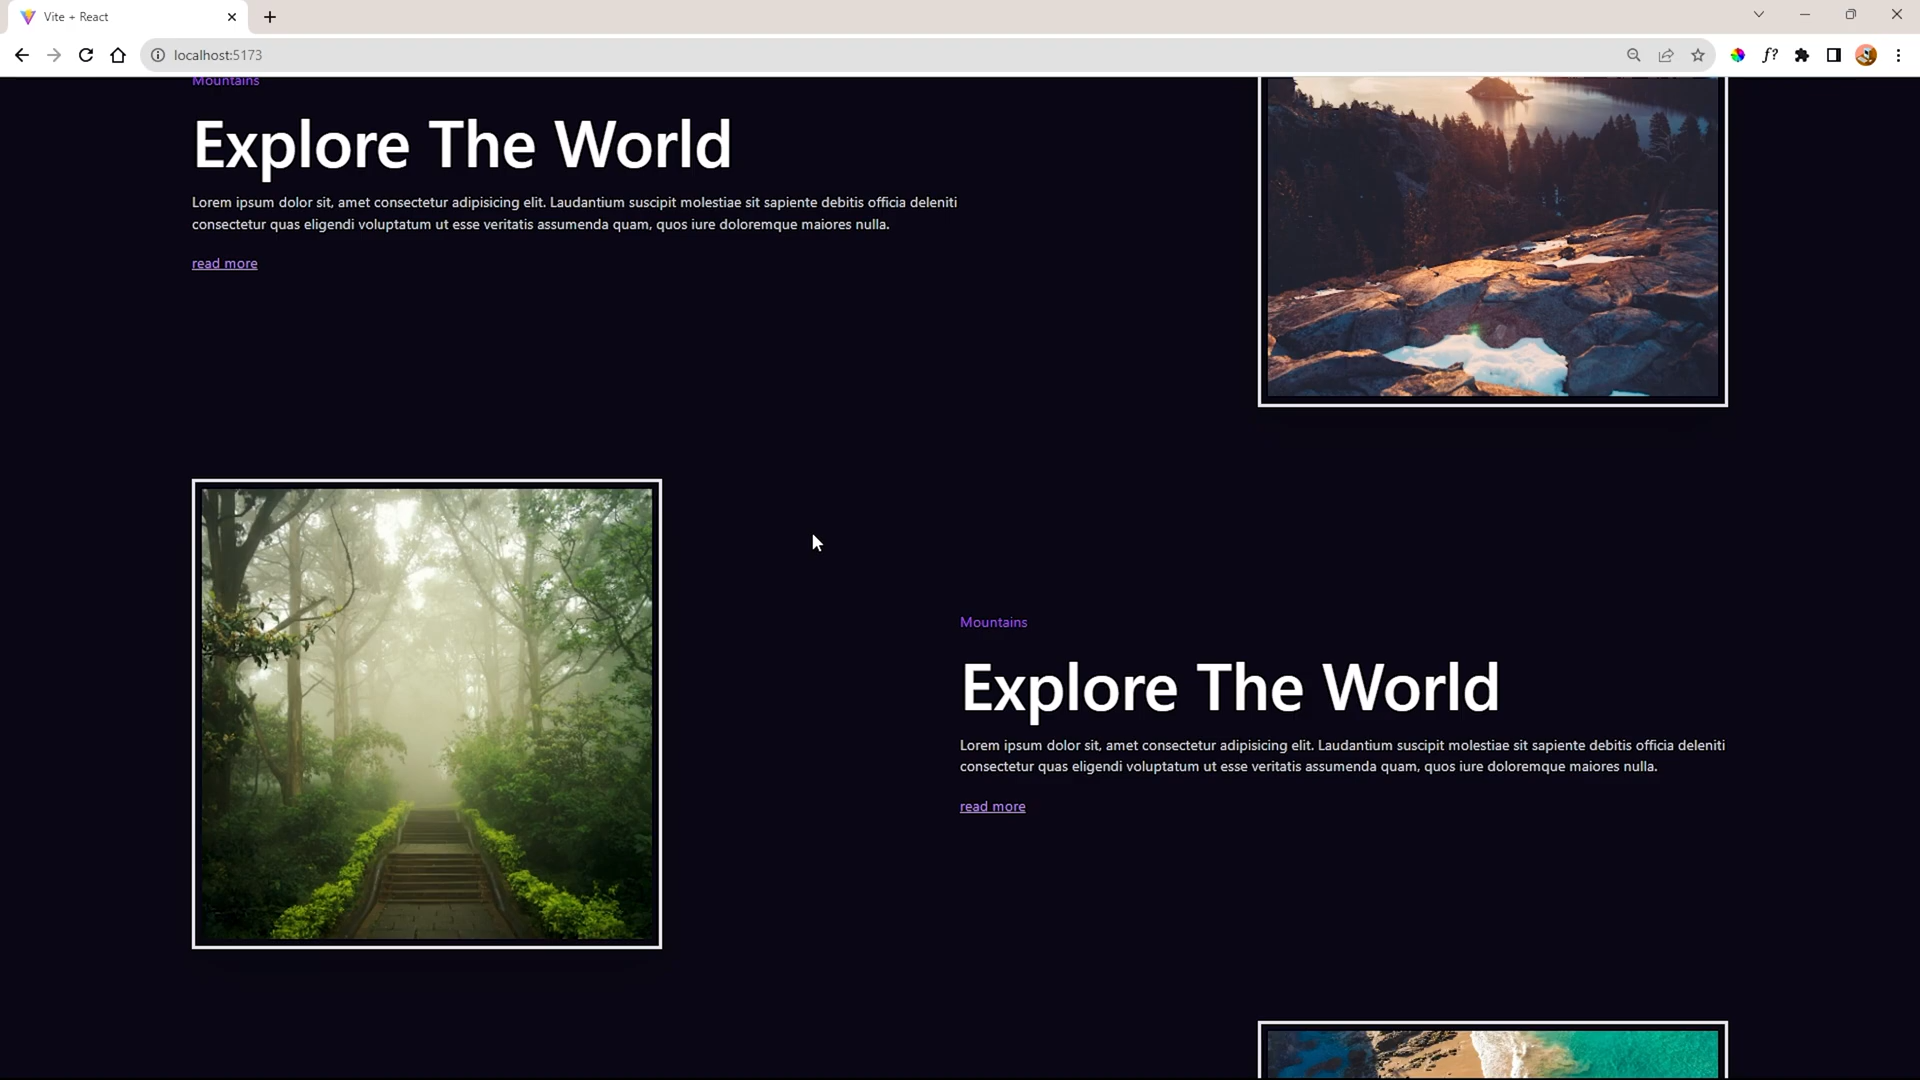 Vite + React
localhost:5173
f?
Mountains
Explore The World
Lorem ipsum dolor sit, amet consectetur adipisicing elit. Laudantium suscipit molestiae sit sapiente debitis officia deleniti
consectetur quas eligendi voluptatum ut esse veritatis assumenda quam, quos iure doloremque maiores nulla.
read more
Mountains
Explore The World
Lorem ipsum dolor sit, amet consectetur adipisicing elit. Laudantium suscipit molestiae sit sapiente debitis officia deleniti
consectetur quas eligendi voluptatum ut esse veritatis assumenda quam, quos iure doloremque maiores nulla.
read more